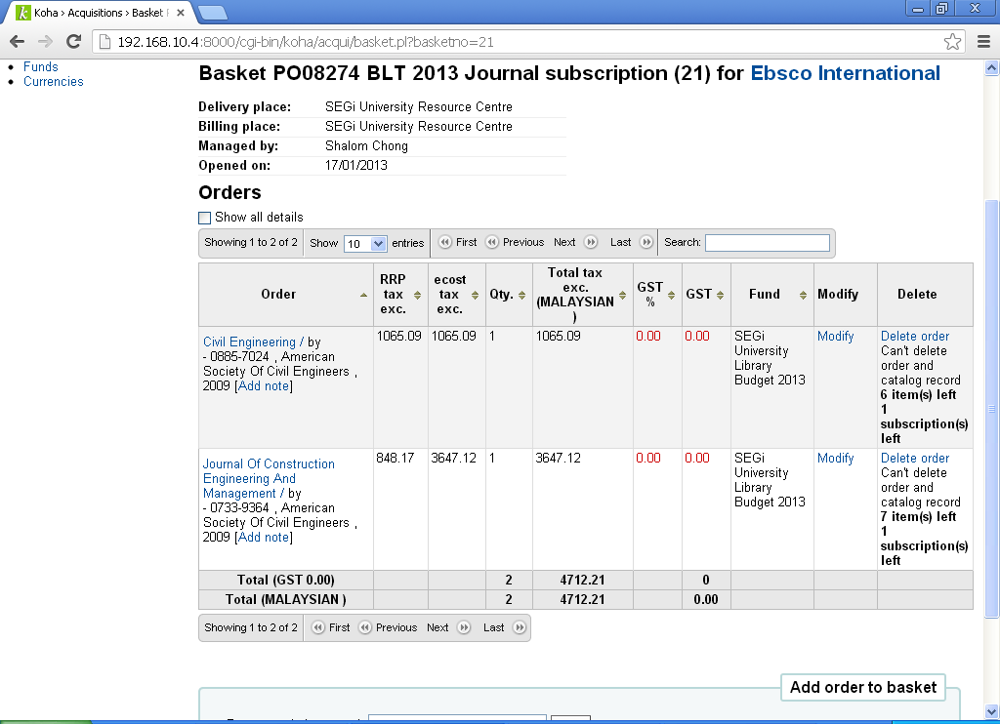 Koha › Acquisitions › Basket
192.168.10.4:8000/cgi-bin/koha/acqui/basket.pl?basketno=21
Funds
Currencies
Basket PO08274 BLT 2013 Journal subscription (21) for Ebsco International
Delivery place: SEGi University Resource Centre
Billing place: SEGi University Resource Centre
Managed by: Shalom Chong
Opened on: 17/01/2013
Orders
Show all details
Showing 1 to 2 of 2 Show 10 entries First Previous Next Last Search:
Order
RRP
tax
exc.
ecost
tax
exc.
Qty.
Total tax
exc.
(MALAYSIAN
)
GST
%
GST
Fund
Modify
Delete
Civil Engineering / by
- 0885-7024 , American
Society Of Civil Engineers ,
2009 [Add note]
1065.09
1065.09
1
1065.09
0.00
0.00
SEGi
University
Library
Budget 2013
Modify
Delete order
Can't delete
order and
catalog record
6 item(s) left
1
subscription(s)
left
Journal Of Construction
Engineering And
Management / by
- 0733-9364 , American
Society Of Civil Engineers ,
2009 [Add note]
848.17
3647.12
1
3647.12
0.00
0.00
SEGi
University
Library
Budget 2013
Modify
Delete order
Can't delete
order and
catalog record
7 item(s) left
1
subscription(s)
left
Total (GST 0.00) 2 4712.21 0
Total (MALAYSIAN ) 2 4712.21 0.00
Showing 1 to 2 of 2 First Previous Next Last
Add order to basket